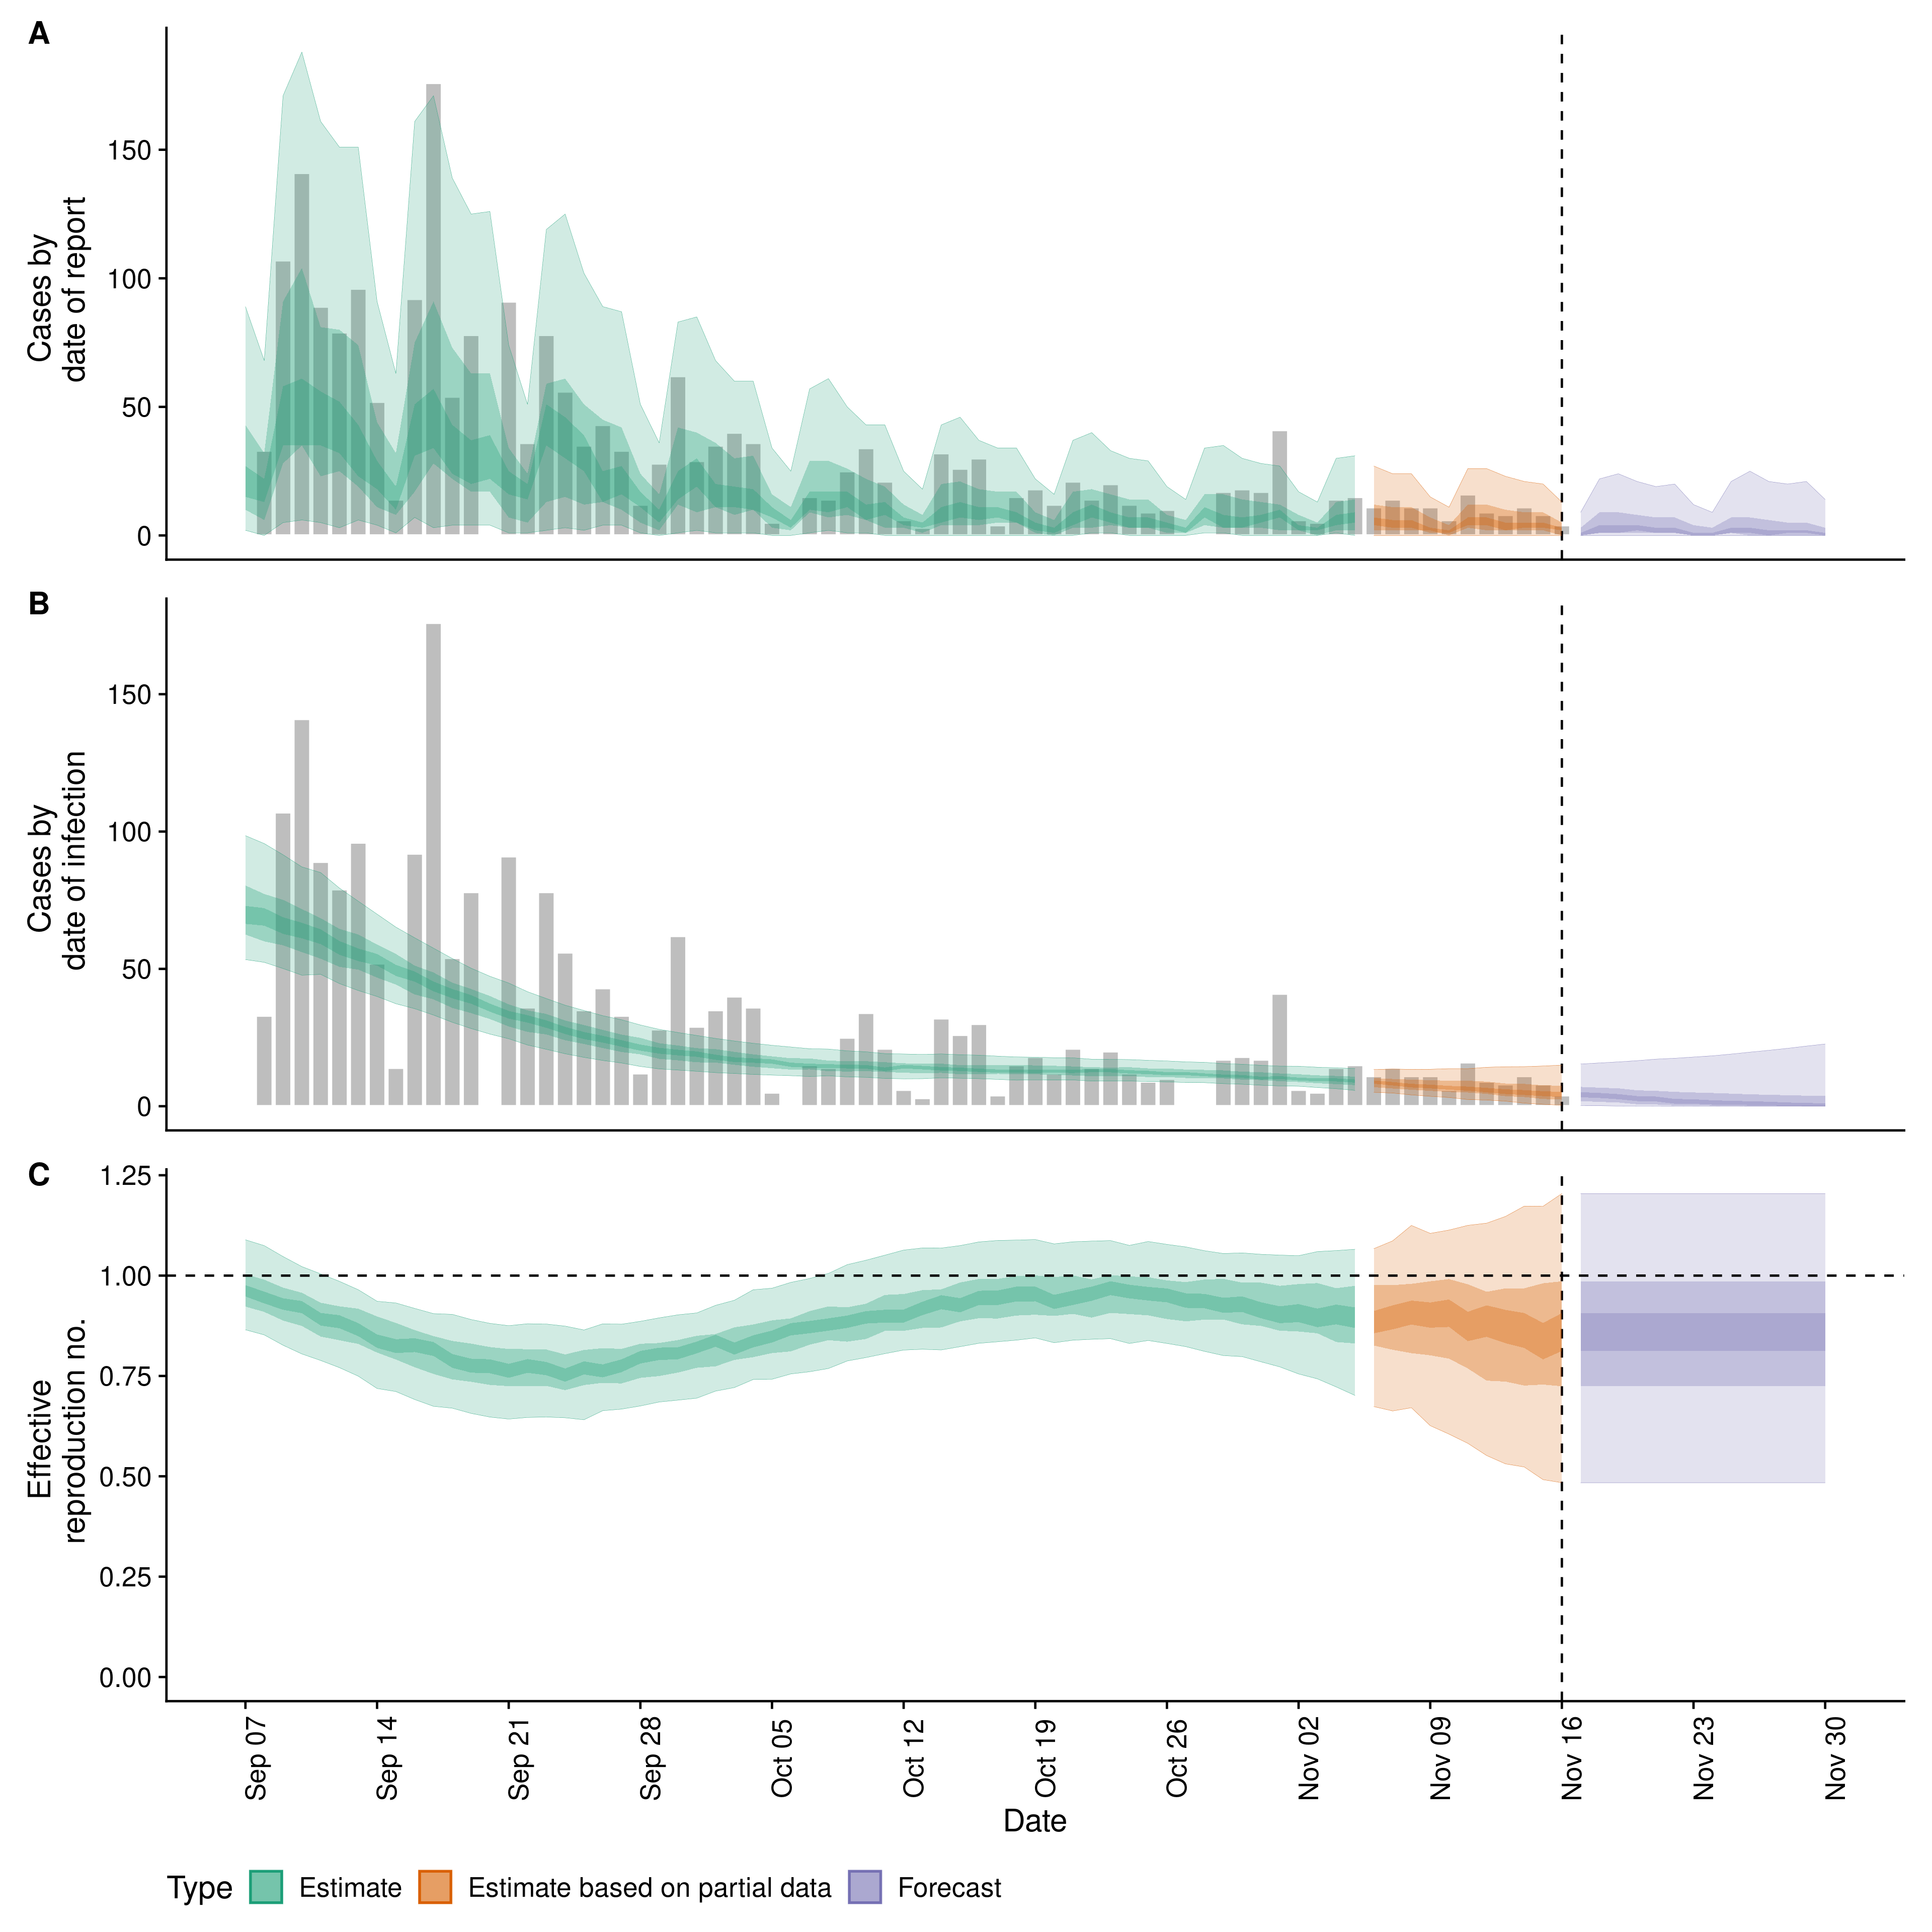 A
Cases by
date of report
150
100
50
0
B
Cases by
date of infection
150
100
50
0
C
Effective
reproduction no.
1.25
1.00
0.75
0.50
0.25
0.00
Sep 07
Sep 14
Sep 21
Sep 28
Oct 05
Oct 12
Oct 19
Oct 26
Nov 02
Nov 09
Nov 16
Nov 23
Nov 30
Date
Type Estimate Estimate based on partial data Forecast